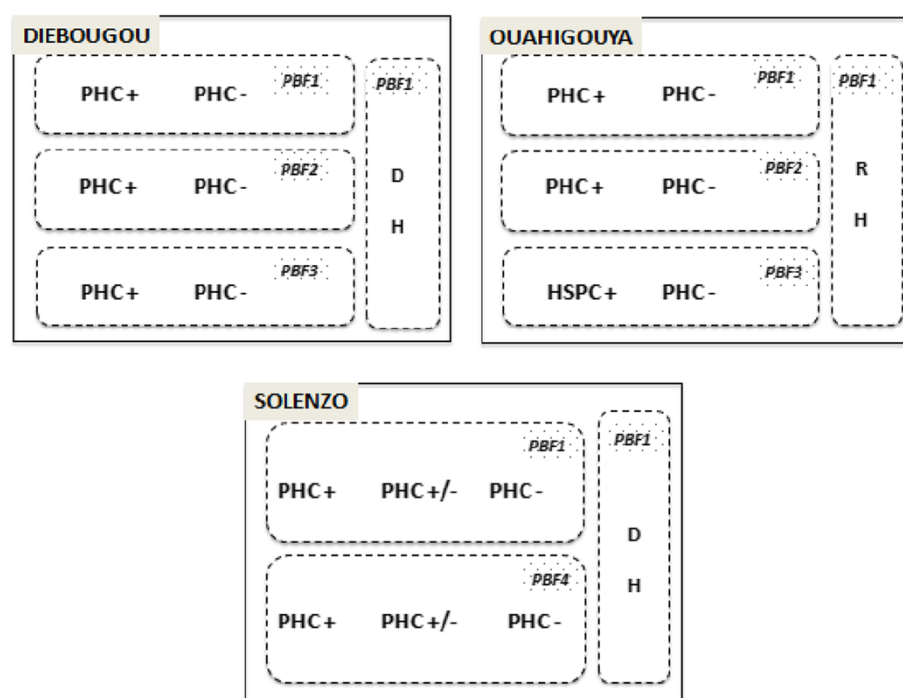 DIEBOUGOU
PHC+ PHC- PBF1
PHC+ PHC- PBF2
PHC+ PHC- PBF3
PBF1
D
H
OUAHIGOUYA
PHC+ PHC- PBF1
PHC+ PHC- PBF2
HSPC+ PHC- PBF3
PBF1
R
H
SOLENZO
PBF1
PHC+ PHC+/- PHC-
PBF4
PHC+ PHC+/- PHC-
PBF1
D
H